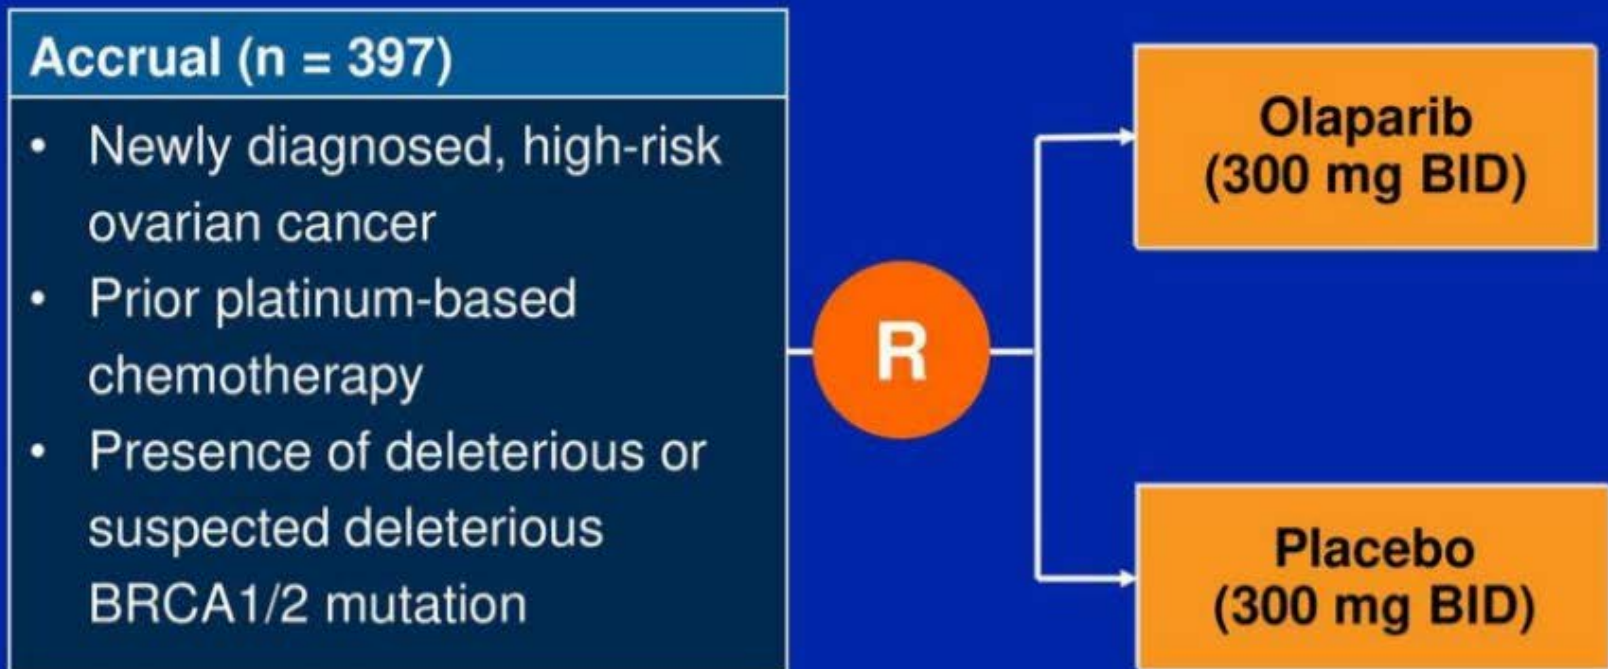 Accrual (n = 397)
• Newly diagnosed, high-risk
ovarian cancer
• Prior platinum-based
chemotherapy
• Presence of deleterious or
suspected deleterious
BRCA1/2 mutation
R
Olaparib
(300 mg BID)
Placebo
(300 mg BID)